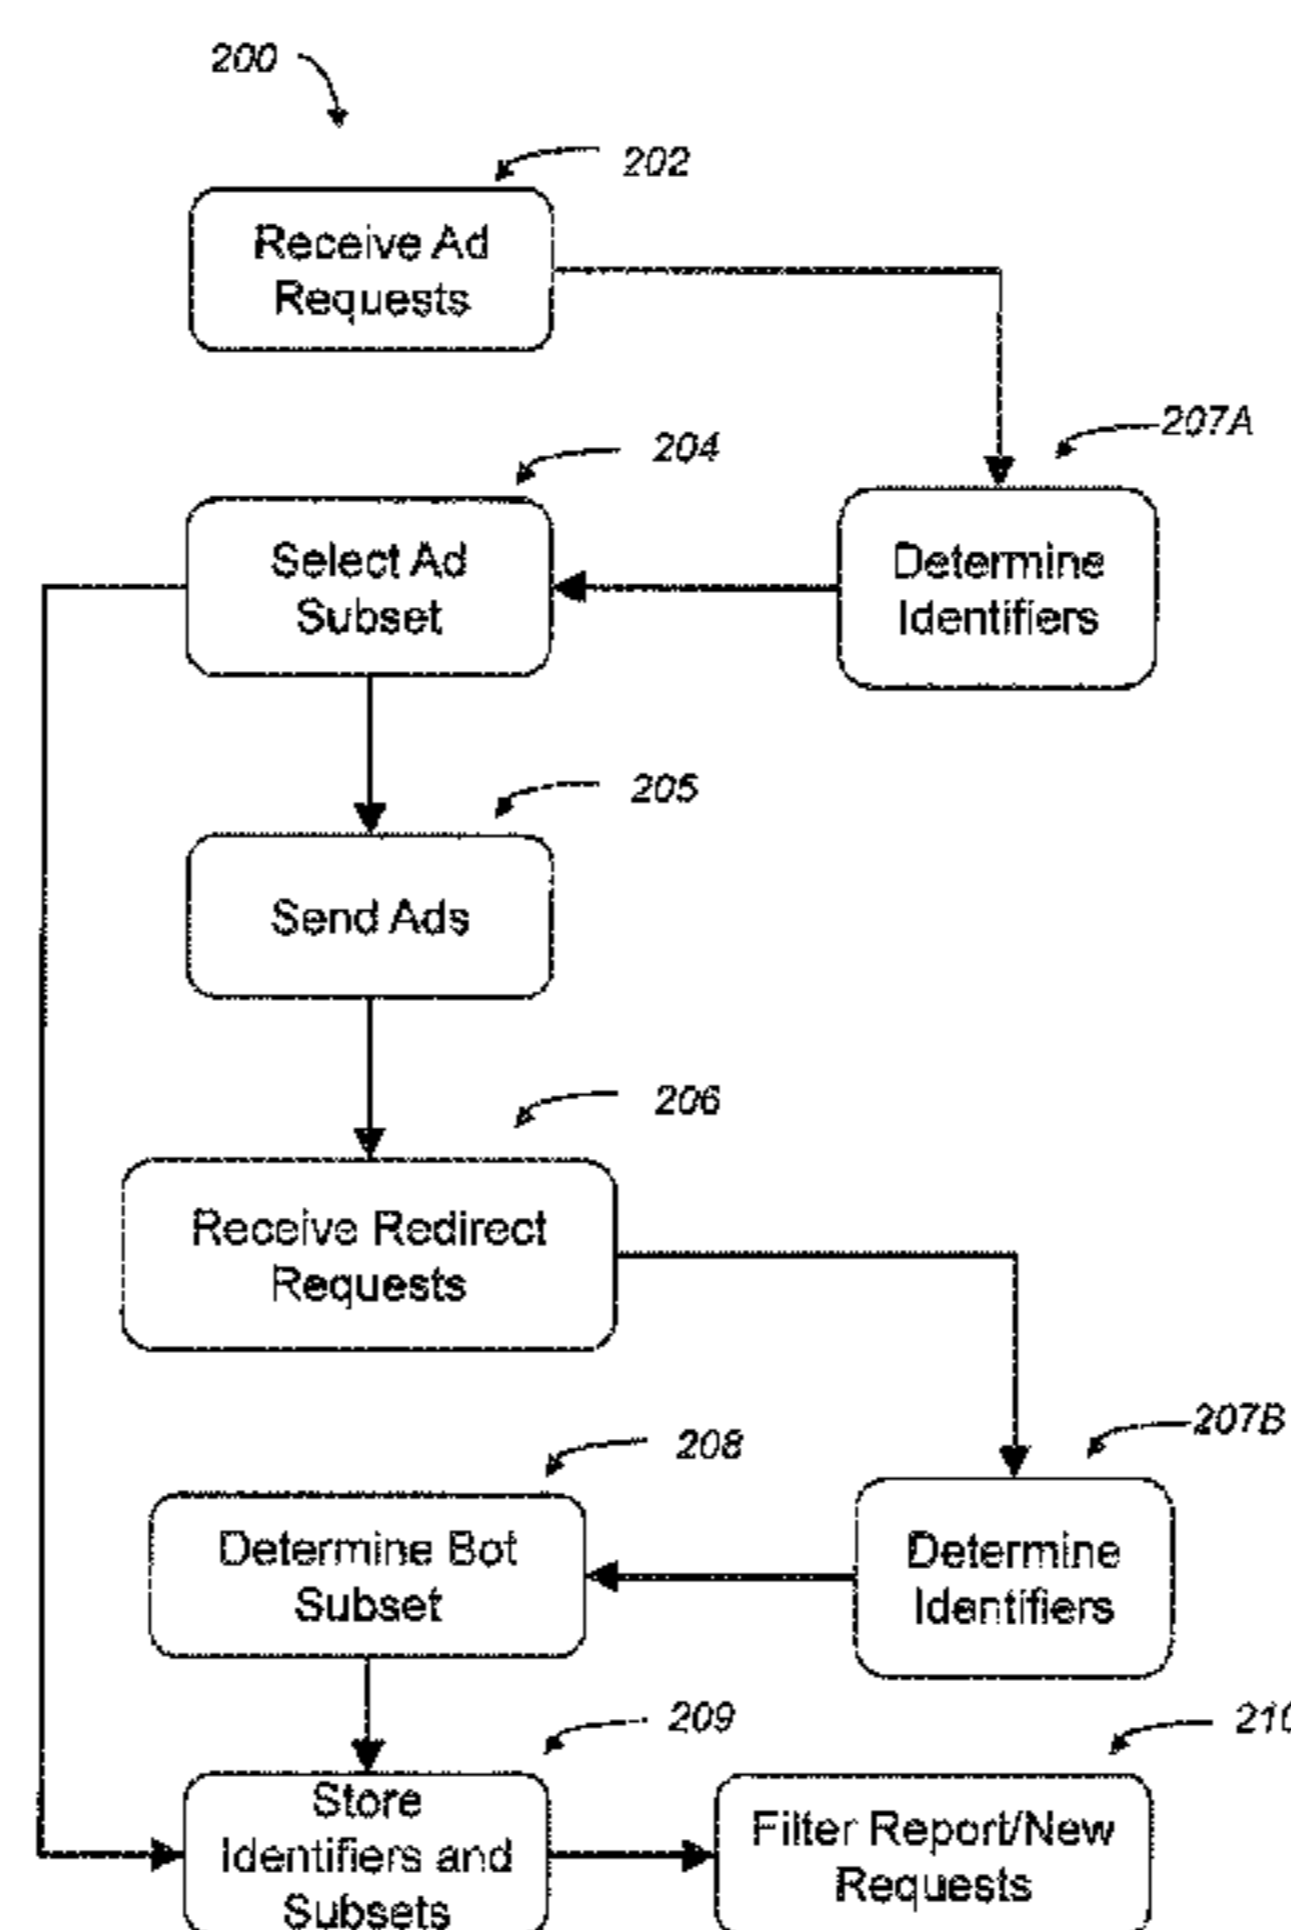 200
202
Receive Ad
Requests
207A
204
Select Ad
Subset
Determine
Identifiers
205
Send Ads
206
Receive Redirect
Requests
207B
208
Determine Bot
Subset
Determine
Identifiers
209
210
Store
Identifiers and
Subsets
Filter Report/New
Requests